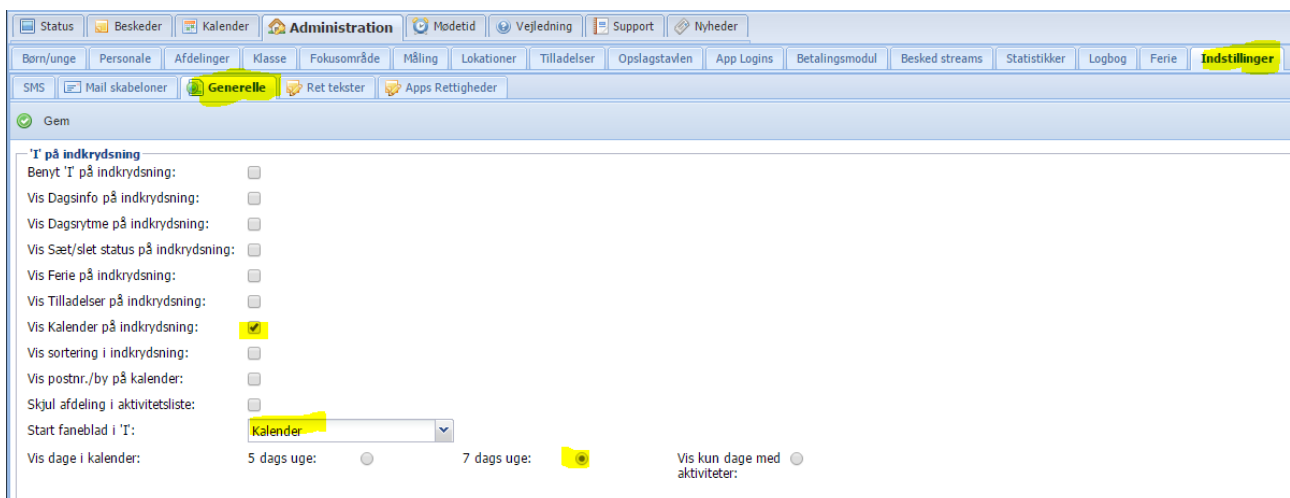 Status Beskeder Kalender Administration Mødetid Vejledning Support Nyheder
Børn/unge Personale Afdelinger Klasse Fokusområde Måling Lokationer Tilladelser Opslagstavlen App Logins Betalingsmodul Besked streams Statistikker Logbog Ferie Indstillinger
SMS Mail skabeloner Generelle Ret tekster Apps Rettigheder
Gem
'I' på indkrydsning
Benyt 'I' på indkrydsning:
Vis Dagsinfo på indkrydsning:
Vis Dagsrytme på indkrydsning:
Vis Sæt/slet status på indkrydsning:
Vis Ferie på indkrydsning:
Vis Tilladelser på indkrydsning:
Vis Kalender på indkrydsning:
Vis sortering i indkrydsning:
Vis postnr./by på kalender:
Skjul afdeling i aktivitetsliste:
Start faneblad i 'I': Kalender
Vis dage i kalender: 5 dags uge: 7 dags uge: Vis kun dage med
aktiviteter: